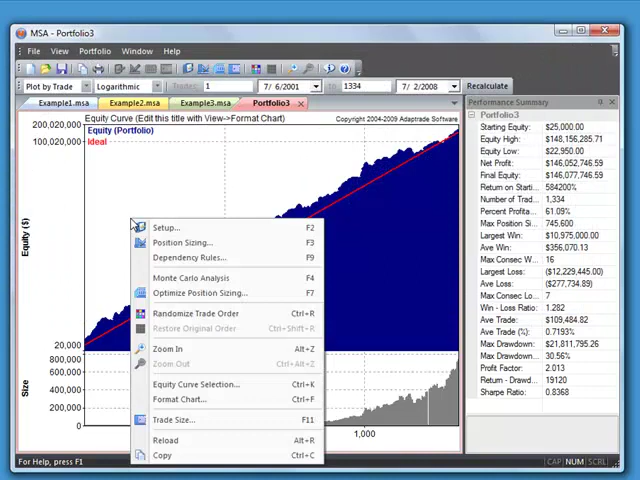 MSA - Portfolio3
File View Portfolio Window Help
Plot by Trade Logarithmic Trades: 1 7/ 6/2001 to 1334 7/ 2/2008 Recalculate
Example1.msa Example2.msa Example3.msa Portfolio3
Equity Curve (Edit this title with View->Format Chart) Copyright 2004-2009 Adaptrade Software
200,020,000
Equity (Portfolio)
100,020,000
Ideal
Equity ($)
20,000
800,000
600,000
400,000
200,000
0
Size
1,000
Setup... F2
Position Sizing... F3
Dependency Rules... F9
Monte Carlo Analysis F4
Optimize Position Sizing... F7
Randomize Trade Order Ctrl+R
Restore Original Order Ctrl+Shift+R
Zoom In Alt+Z
Zoom Out Ctrl+Alt+Z
Equity Curve Selection... Ctrl+K
Format Chart... Ctrl+F
Trade Size... F11
Reload Alt+R
Copy Ctrl+C
Performance Summary
Portfolio3
Starting Equity: $25,000.00
Equity High: $148,156,285.71
Equity Low: $22,950.00
Net Profit: $146,052,746.59
Final Equity: $146,077,746.59
Return on Starti... 584200%
Number of Trad... 1,334
Percent Profita... 61.09%
Max Position Si... 745,600
Largest Win: $10,975,000.00
Ave Win: $356,070.13
Max Consec W... 16
Largest Loss: ($12,229,445.00)
Ave Loss: ($277,734.89)
Max Consec Lo... 7
Win - Loss Ratio: 1.282
Ave Trade: $109,484.82
Ave Trade (%): 0.7193%
Max Drawdown: $21,811,795.26
Max Drawdown... 30.56%
Profit Factor: 2.013
Return - Drawd... 19120
Sharpe Ratio: 0.8368
For Help, press F1
CAP NUM SCRL